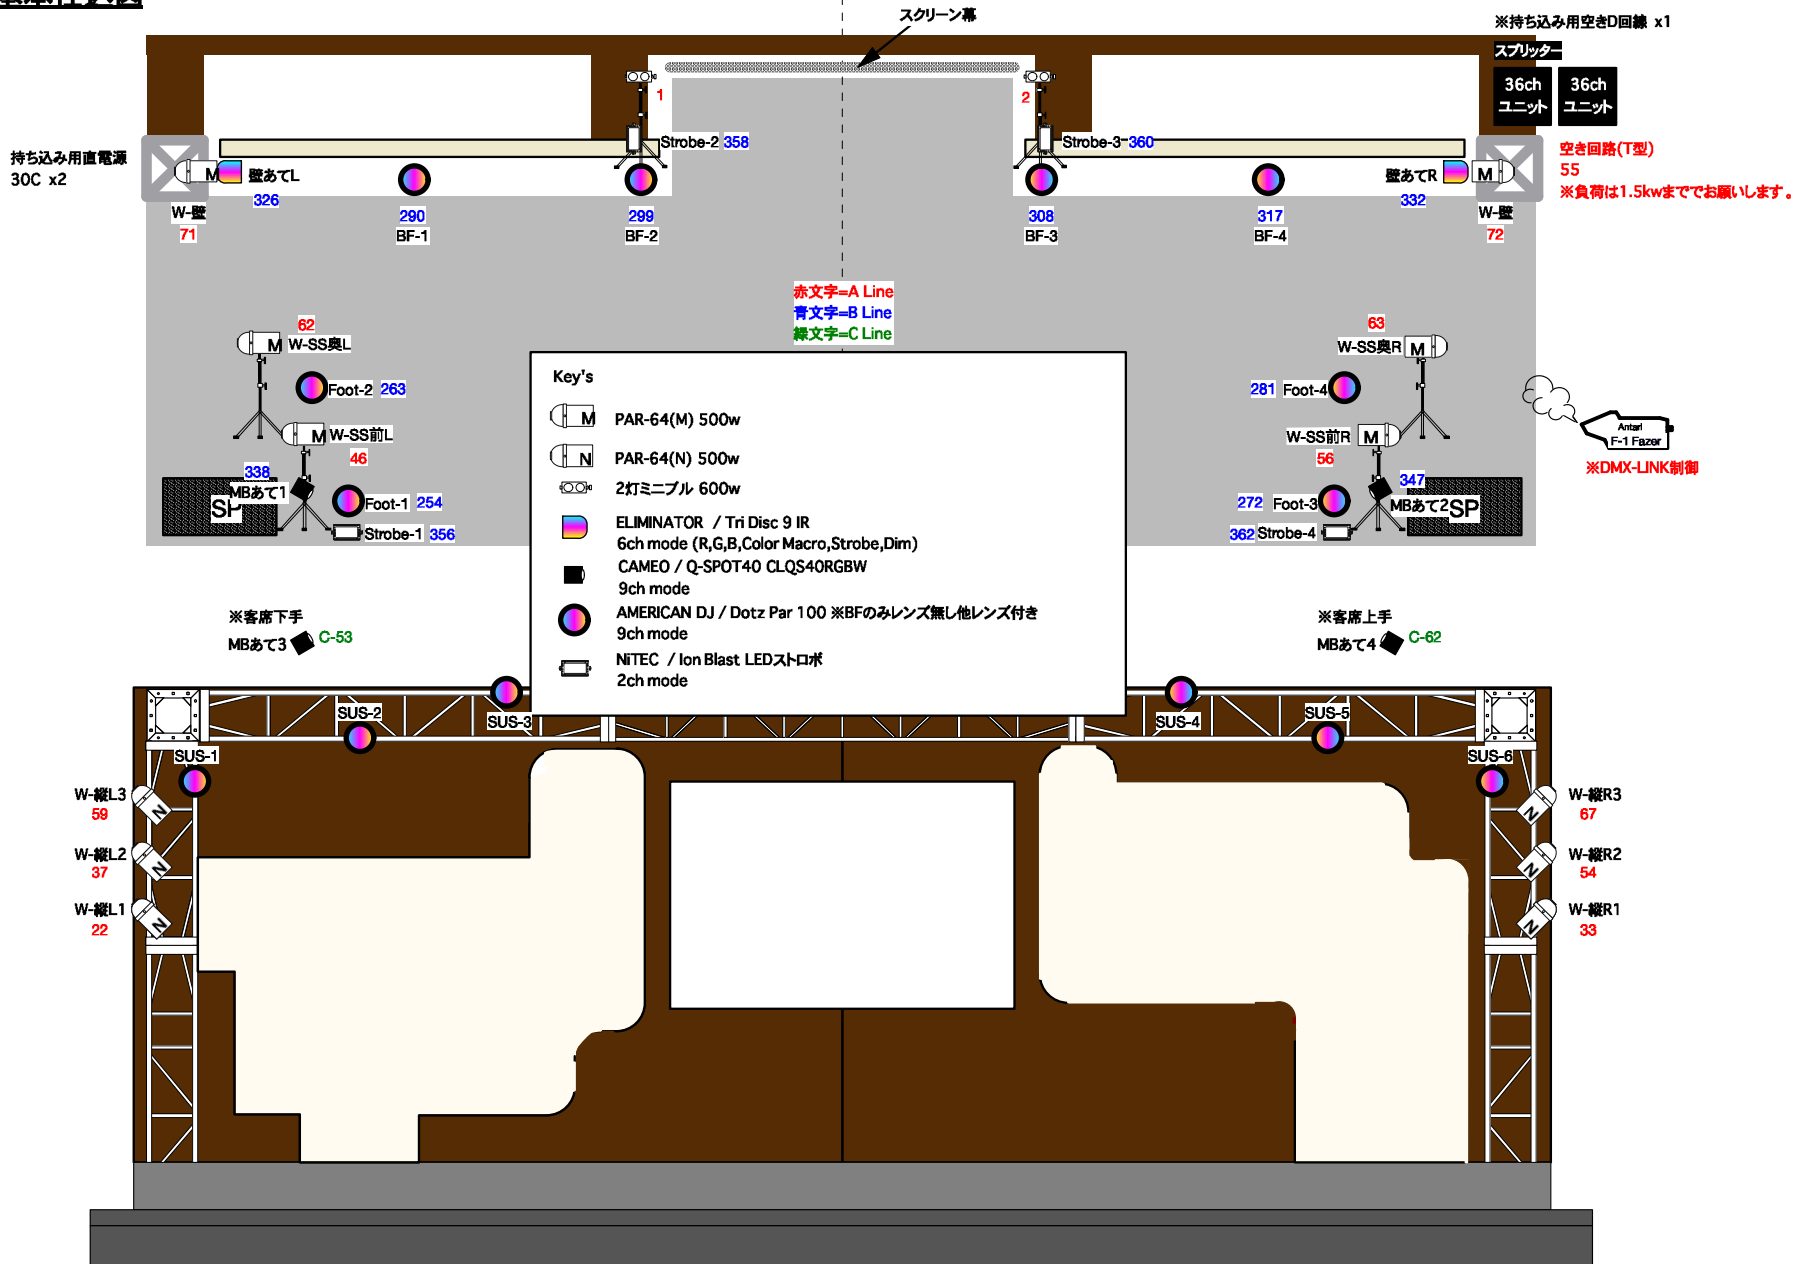 スクリーン幕
※持ち込み用空きD回線 x1
スプリッター
36ch
ユニット
36ch
ユニット
1
2
Strobe-2 358
Strobe-3 360
持ち込み用直電源
30C x2
空き回路(T型)
55
※負荷は1.5kwまででお願いします。
M
壁あてL
326
W-壁
71
290
BF-1
299
BF-2
308
BF-3
317
BF-4
壁あてR
332
M
W-壁
72
赤文字=A Line
青文字=B Line
緑文字=C Line
62
M W-SS奥L
Foot-2 263
M W-SS前L
46
338
MBあて1
SP
Foot-1 254
Strobe-1 356
63
W-SS奥R M
281 Foot-4
W-SS前R M
56
347
MBあて2
SP
272 Foot-3
362 Strobe-4
Antari
F-1 Fazer
※DMX-LINK制御
Key's
M PAR-64(M) 500w
N PAR-64(N) 500w
2灯ミニブル 600w
ELIMINATOR / Tri Disc 9 IR
6ch mode (R,G,B,Color Macro,Strobe,Dim)
CAMEO / Q-SPOT40 CLQS40RGBW
9ch mode
AMERICAN DJ / Dotz Par 100 ※BFのみレンズ無し他レンズ付き
9ch mode
NiTEC / Ion Blast LEDストロボ
2ch mode
※客席下手
MBあて3 C-53
※客席上手
MBあて4 C-62
SUS-1
SUS-2
SUS-3
SUS-4
SUS-5
SUS-6
W-縦L3
59
N
W-縦L2
37
N
W-縦L1
22
N
W-縦R3
67
N
W-縦R2
54
N
W-縦R1
33
N